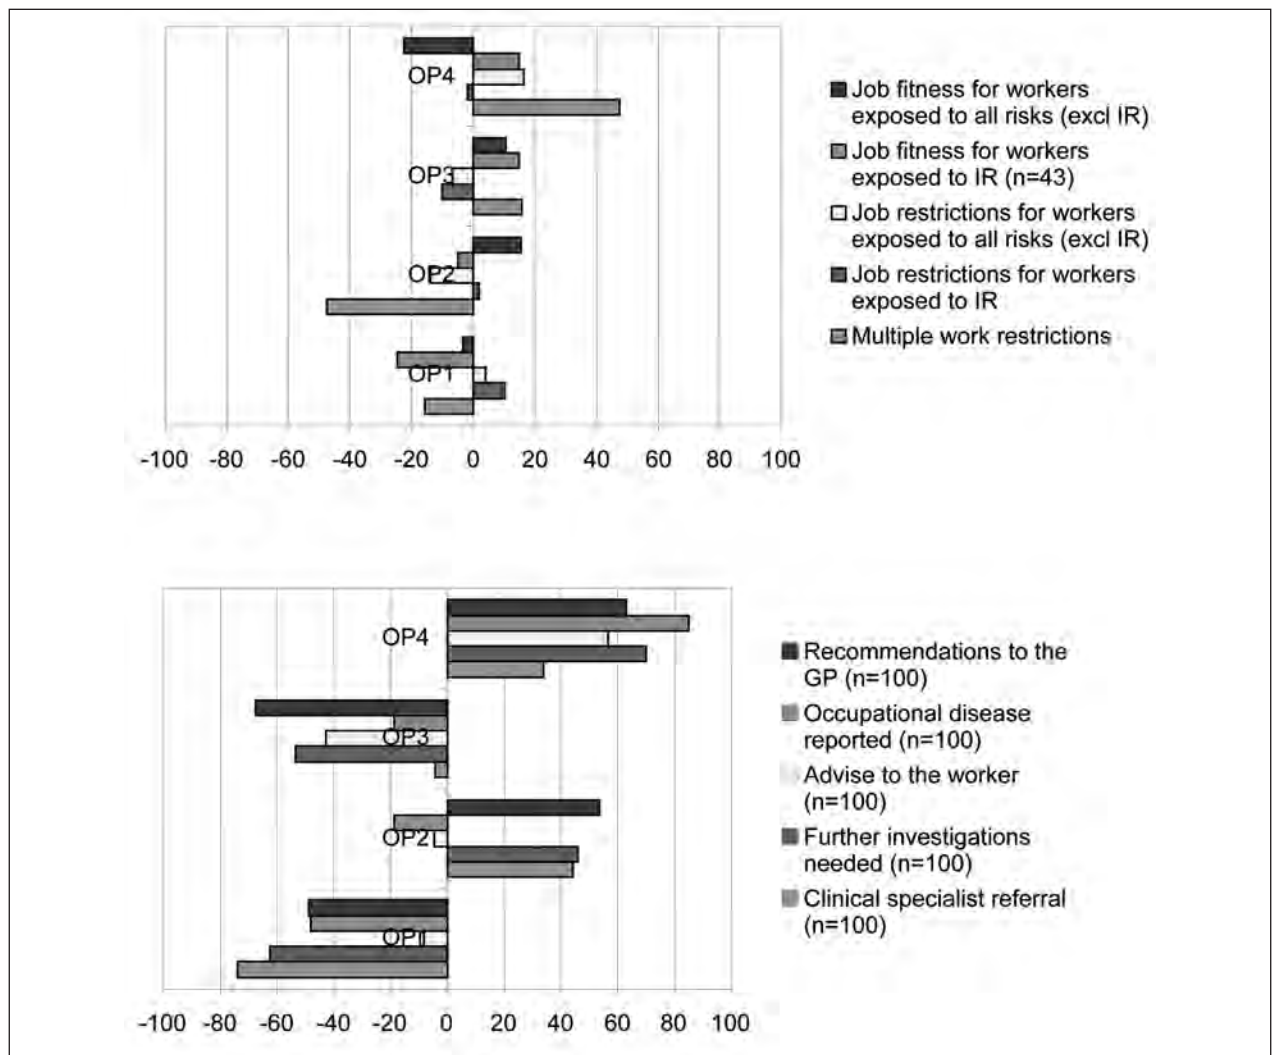 OP4
OP3
OP2
OP1
-100 -80 -60 -40 -20 0 20 40 60 80 100
Job fitness for workers
exposed to all risks (excl IR)
Job fitness for workers
exposed to IR (n=43)
Job restrictions for workers
exposed to all risks (excl IR)
Job restrictions for workers
exposed to IR
Multiple work restrictions
OP4
OP3
OP2
OP1
-100 -80 -60 -40 -20 0 20 40 60 80 100
Recommendations to the
GP (n=100)
Occupational disease
reported (n=100)
Advise to the worker
(n=100)
Further investigations
needed (n=100)
Clinical specialist referral
(n=100)